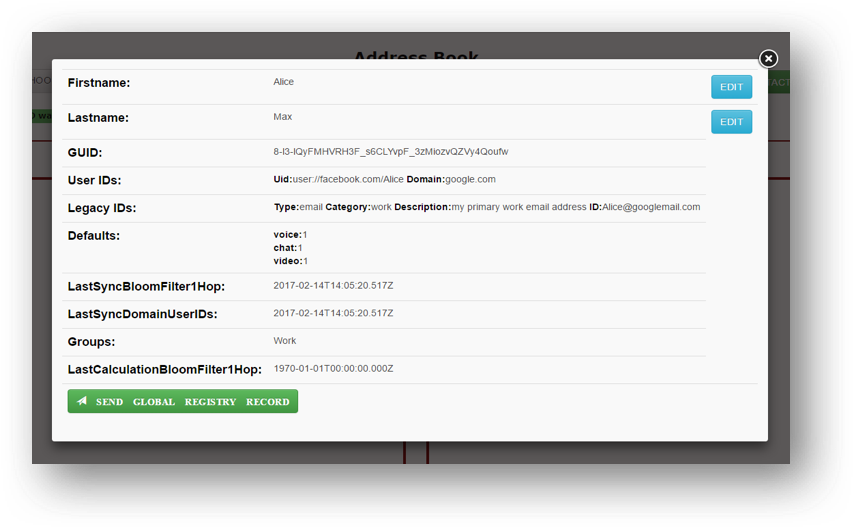 Address Book
Firstname: Alice EDIT
Lastname: Max EDIT
GUID: 8-I3-IQyFMHVRH3F_s6CLYvpF_3zMiozvQZVy4Qoufw
User IDs: Uid:user://facebook.com/Alice Domain:google.com
Legacy IDs: Type:email Category:work Description:my primary work email address ID:Alice@googlemail.com
Defaults: voice:1
chat:1
video:1
LastSyncBloomFilter1Hop: 2017-02-14T14:05:20.517Z
LastSyncDomainUserIDs: 2017-02-14T14:05:20.517Z
Groups: Work
LastCalculationBloomFilter1Hop: 1970-01-01T00:00:00.000Z
SEND GLOBAL REGISTRY RECORD